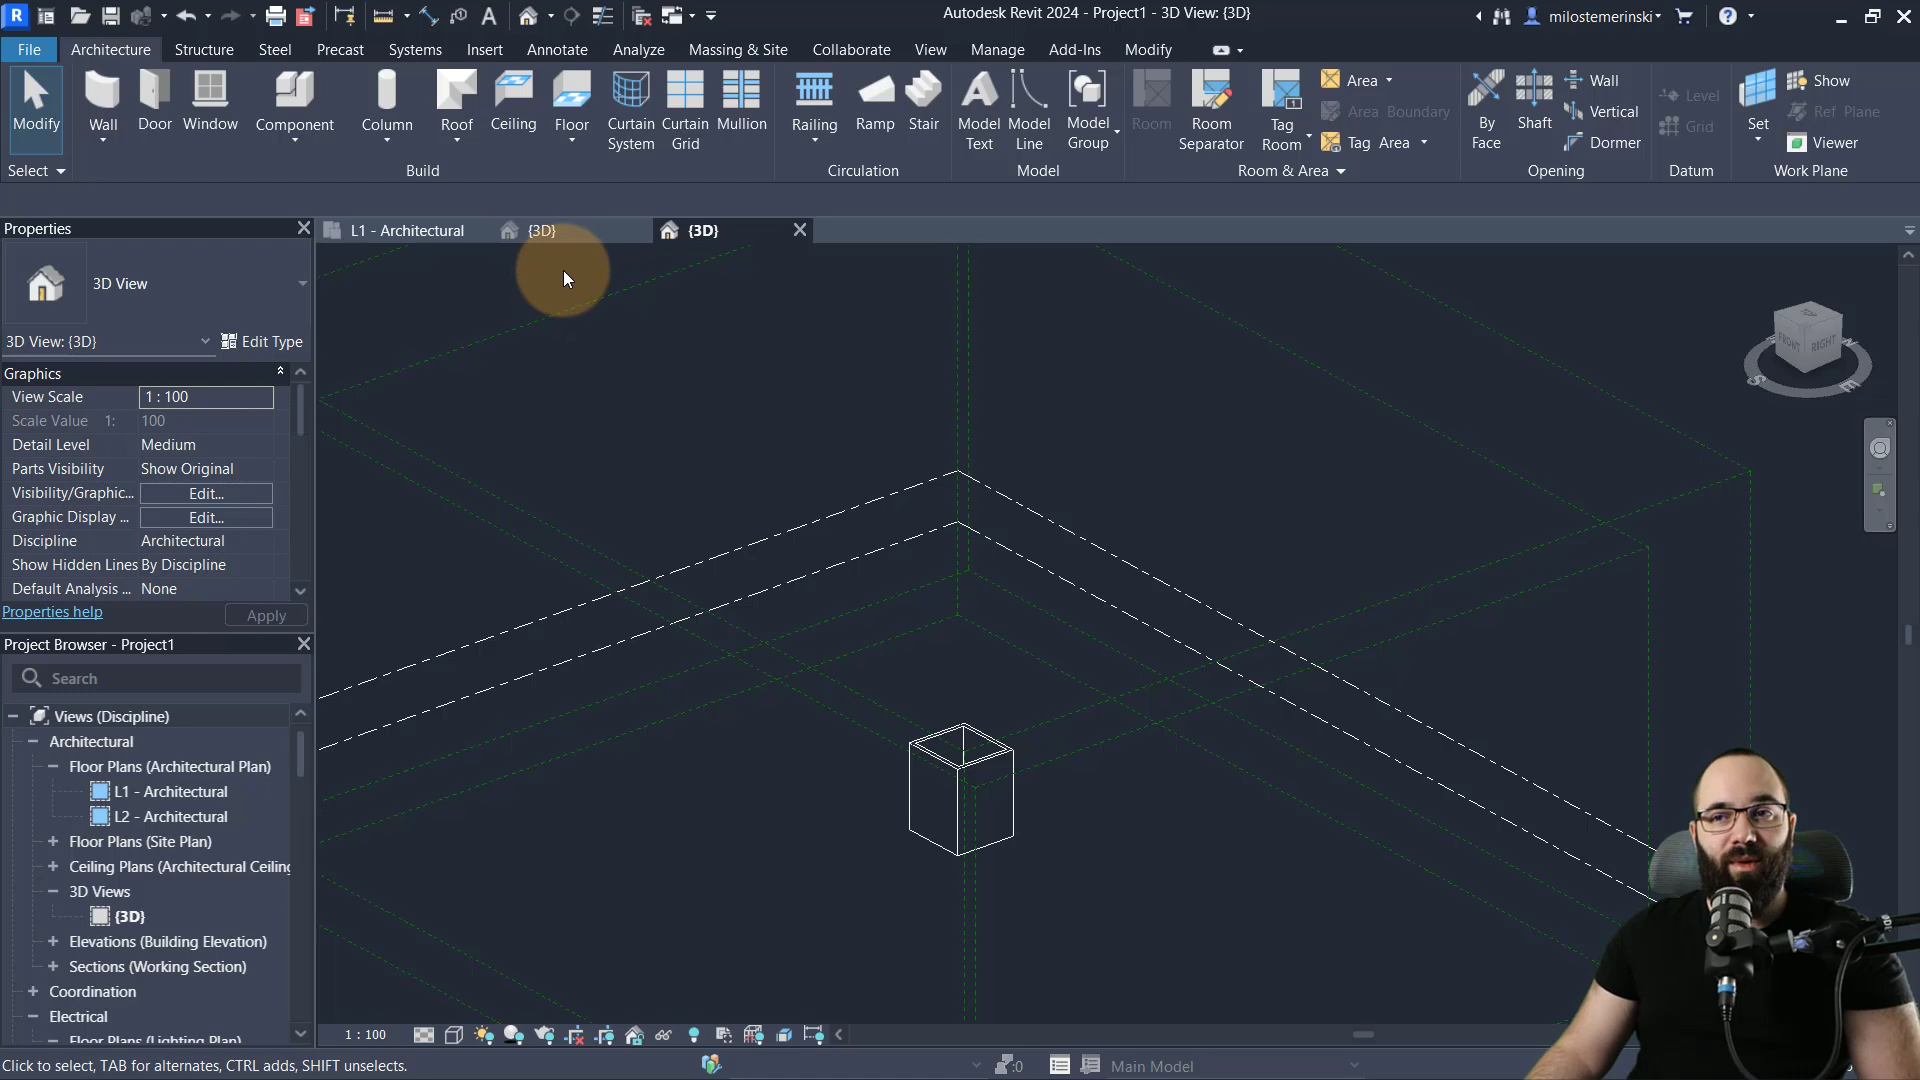 Autodesk Revit 2024 - Project1 - 3D View: {3D}
milostemerinski
File Architecture Structure Steel Precast Systems Insert Annotate Analyze Massing & Site Collaborate View Manage Add-Ins Modify
Modify
Wall
Door
Window
Component
Column
Roof
Ceiling
Floor
Curtain System
Curtain Grid
Mullion
Railing
Ramp
Stair
Model Text
Model Line
Model Group
Room
Room Separator
Tag Room
Area
Area Boundary
Tag Area
By Face
Shaft
Wall
Vertical
Dormer
Level
Grid
Set
Show
Ref Plane
Viewer
Select
Build
Circulation
Model
Room & Area
Opening
Datum
Work Plane
Properties
L1 - Architectural
{3D}
{3D}
3D View
3D View: {3D}
Edit Type
Graphics
View Scale 1 : 100
Scale Value 1: 100
Detail Level Medium
Parts Visibility Show Original
Visibility/Graphic... Edit...
Graphic Display ... Edit...
Discipline Architectural
Show Hidden Lines By Discipline
Default Analysis ... None
Properties help
Apply
Project Browser - Project1
Search
Views (Discipline)
Architectural
Floor Plans (Architectural Plan)
L1 - Architectural
L2 - Architectural
Floor Plans (Site Plan)
Ceiling Plans (Architectural Ceiling
3D Views
{3D}
Elevations (Building Elevation)
Sections (Working Section)
Coordination
Electrical
Floor Plans (Lighting Plan)
FRONT
RIGHT
S
E
1 : 100
Click to select, TAB for alternates, CTRL adds, SHIFT unselects.
:0
Main Model